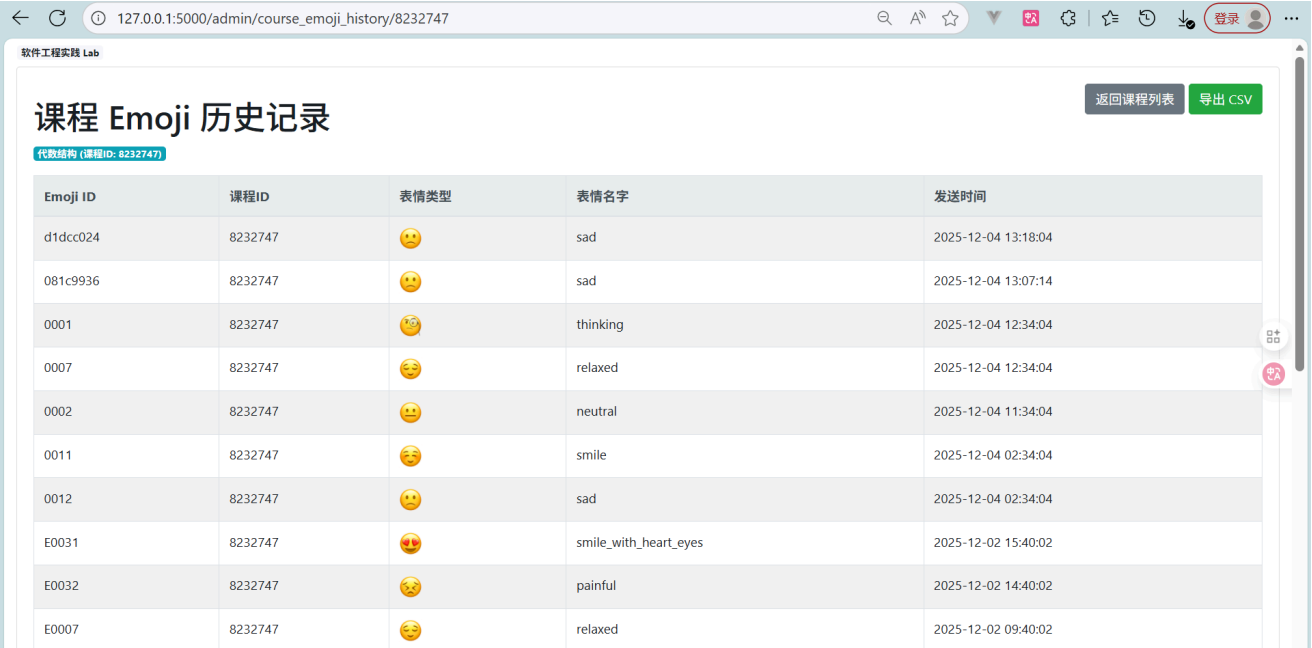 127.0.0.1:5000/admin/course_emoji_history/8232747
登录
软件工程实践 Lab
课程 Emoji 历史记录
返回课程列表 导出 CSV
代数结构 (课程ID: 8232747)
Emoji ID 课程ID 表情类型 表情名字 发送时间
d1dcc024 8232747 🙁 sad 2025-12-04 13:18:04
081c9936 8232747 🙁 sad 2025-12-04 13:07:14
0001 8232747 🧐 thinking 2025-12-04 12:34:04
0007 8232747 😌 relaxed 2025-12-04 12:34:04
0002 8232747 😐 neutral 2025-12-04 11:34:04
0011 8232747 ☺️ smile 2025-12-04 02:34:04
0012 8232747 🙁 sad 2025-12-04 02:34:04
E0031 8232747 😍 smile_with_heart_eyes 2025-12-02 15:40:02
E0032 8232747 😣 painful 2025-12-02 14:40:02
E0007 8232747 😌 relaxed 2025-12-02 09:40:02